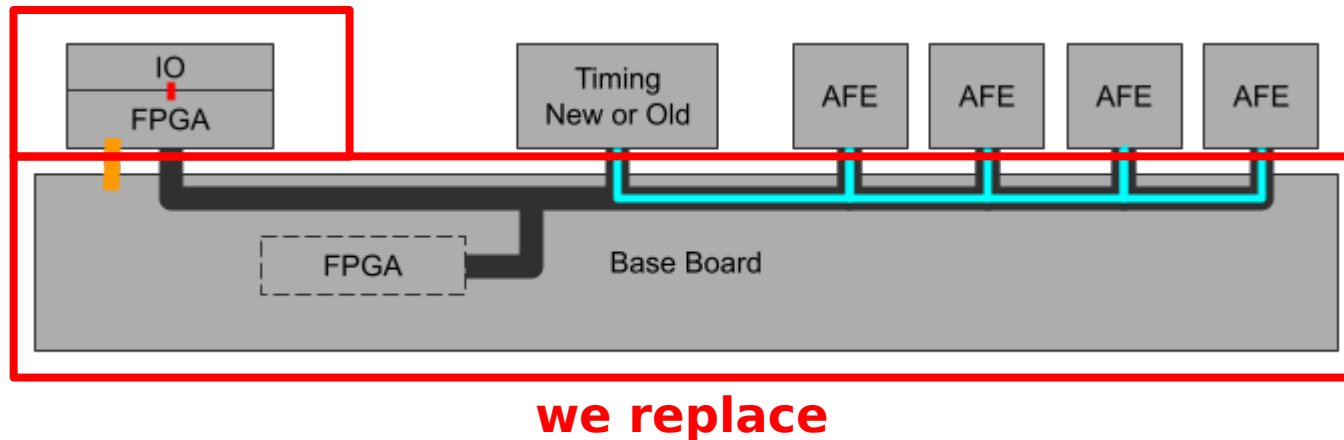 IO
FPGA
Timing
New or Old
AFE
AFE
AFE
AFE
FPGA
Base Board
we replace